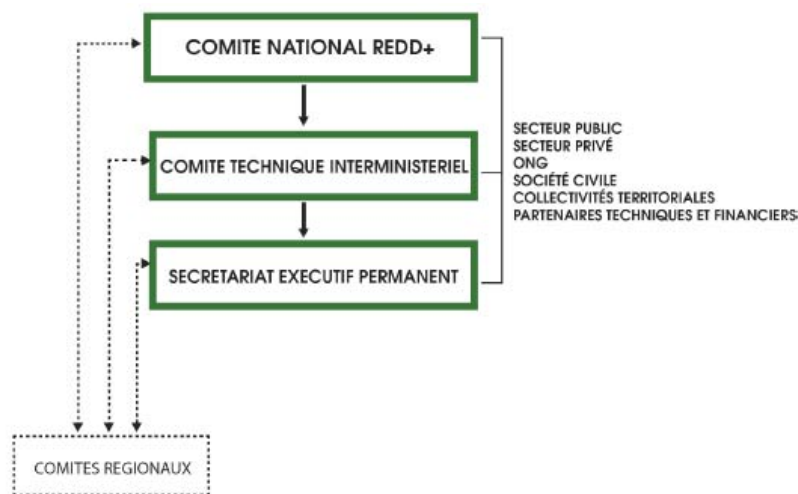 COMITE NATIONAL REDD+
COMITE TECHNIQUE INTERMINISTERIEL
SECRETARIAT EXECUTIF PERMANENT
SECTEUR PUBLIC
SECTEUR PRIVÉ
ONG
SOCIÉTÉ CIVILE
COLLECTIVITÉS TERRITORIALES
PARTENAIRES TECHNIQUES ET FINANCIERS
COMITES REGIONAUX